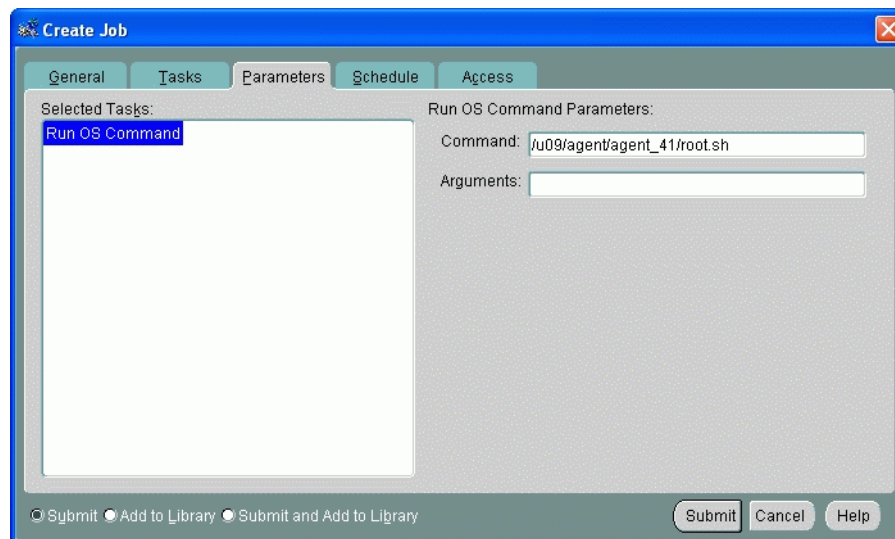 Create Job
General Tasks Parameters Schedule Access
Selected Tasks:
Run OS Command
Run OS Command Parameters:
Command: /u09/agent/agent_41/root.sh
Arguments:
Submit Add to Library Submit and Add to Library
Submit Cancel Help